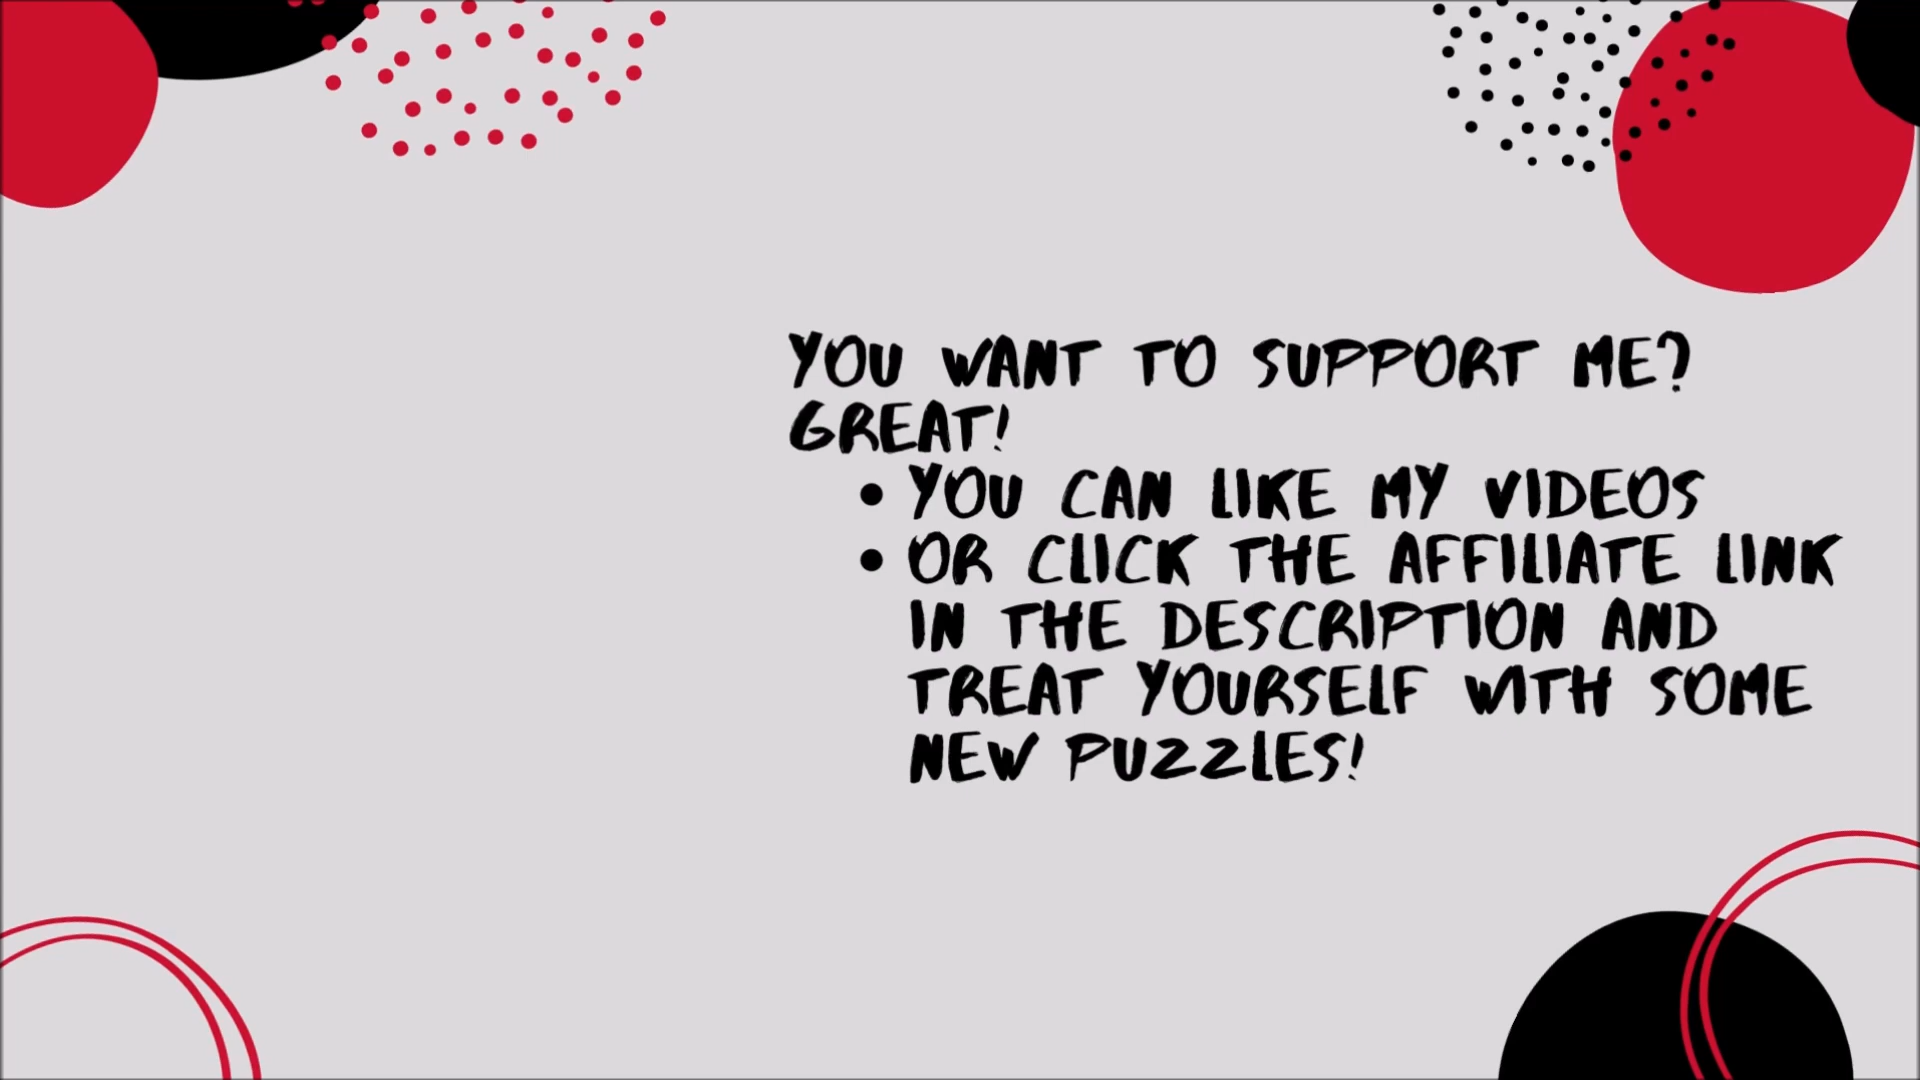 YOU WANT TO SUPPORT ME?
GREAT!
• YOU CAN LIKE MY VIDEOS
• OR CLICK THE AFFILIATE LINK
IN THE DESCRIPTION AND
TREAT YOURSELF WITH SOME
NEW PUZZLES!